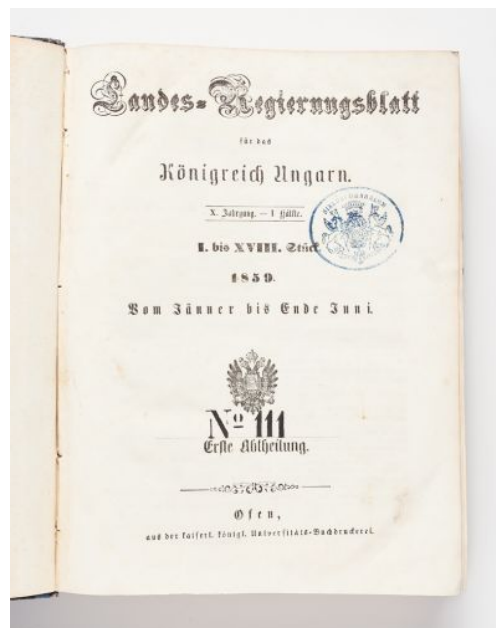 Landes-Regierungsblatt
für das
Königreich Ungarn.
X. Jahrgang. — I Hälfte.
I. bis XVIII. Stück
1859.
Vom Jänner bis Ende Juni.
No 111
Erste Abtheilung.
Ofen,
aus der kaiserl. königl. Universitäts-Buchdruckerei.